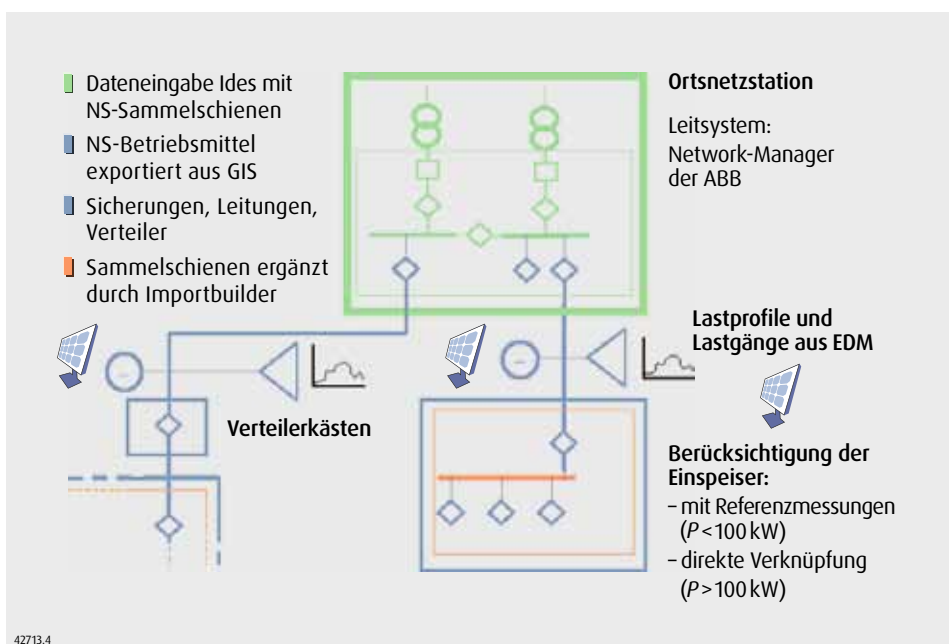 Dateneingabe Ides mit
NS-Sammelschienen
NS-Betriebsmittel
exportiert aus GIS
Sicherungen, Leitungen,
Verteiler
Sammelschienen ergänzt
durch Importbuilder
Ortsnetzstation
Leitsystem:
Network-Manager
der ABB
Lastprofile und
Lastgänge aus EDM
Verteilerkästen
Berücksichtigung der
Einspeiser:
– mit Referenzmessungen
(P < 100 kW)
– direkte Verknüpfung
(P > 100 kW)
42713.4